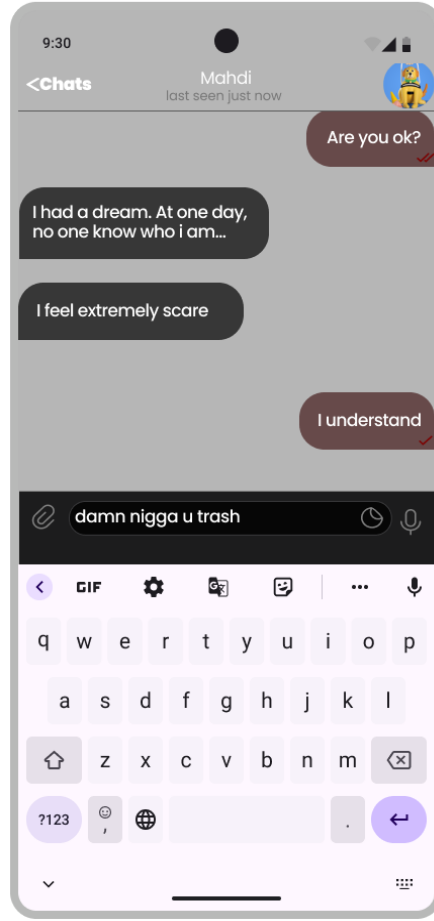 9:30
<Chats
Mahdi
last seen just now
7
Are you ok?
I had a dream. At one day,
no one know who i am...
I feel extremely scare
I understand
damn nigga u trash
GIF
q w e r t y u i o p
a s d f g h j k l
z x c v b n m
?123 , .